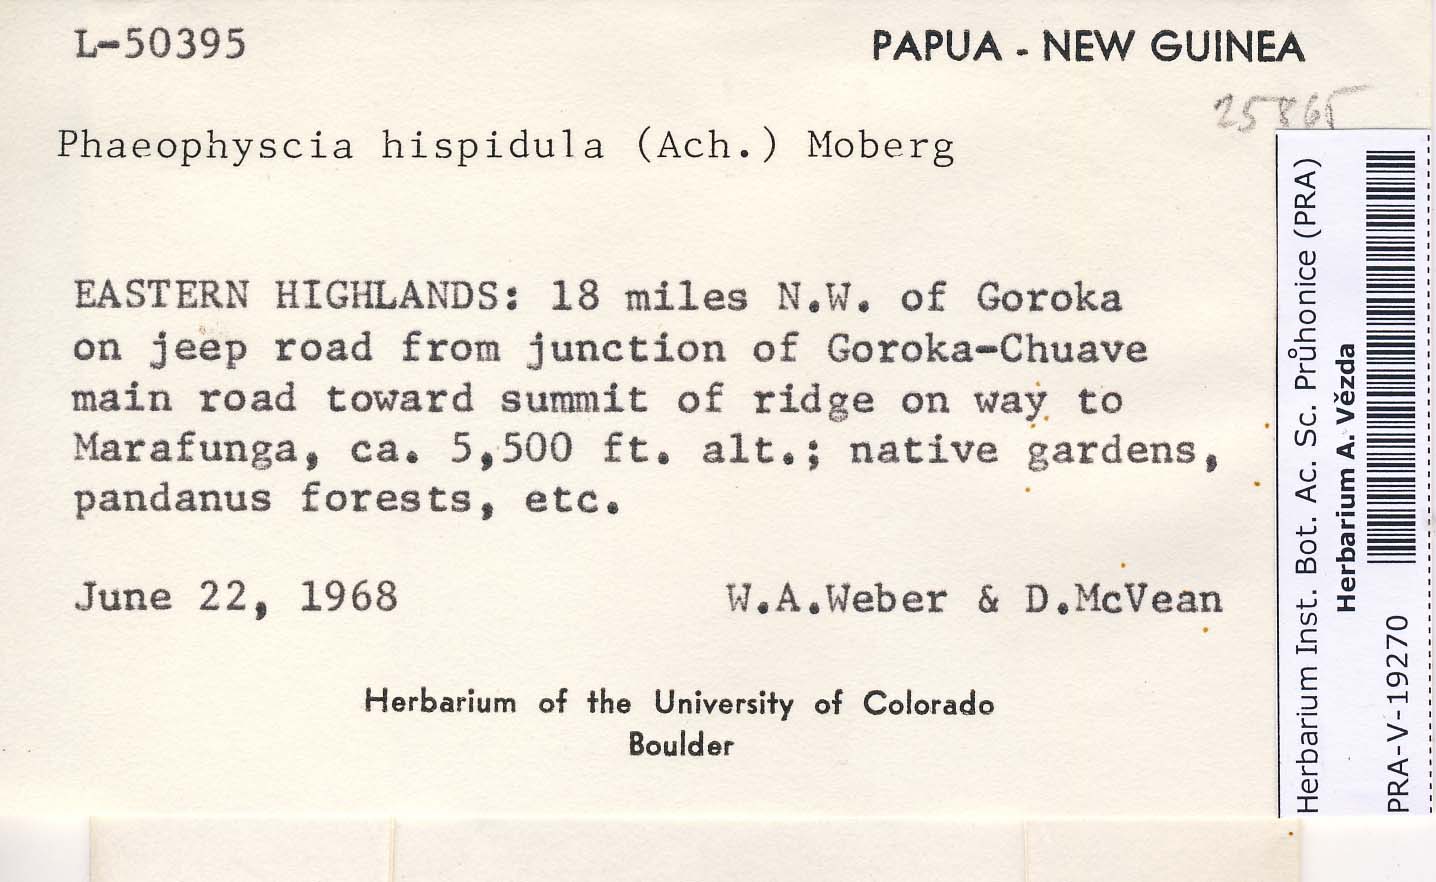 L-50395
PAPUA - NEW GUINEA
25865
Phaeophyscia hispidula (Ach.) Moberg
EASTERN HIGHLANDS: 18 miles N.W. of Goroka
on jeep road from junction of Goroka-Chuave
main road toward summit of ridge on way to
Marafunga, ca. 5,500 ft. alt.; native gardens,
pandanus forests, etc.
June 22, 1968
W.A.Weber & D.McVean
Herbarium of the University of Colorado
Boulder
Herbarium Inst. Bot. Ac. Sc. Průhonice (PRA)
Herbarium A. Vězda
PRA-V-19270